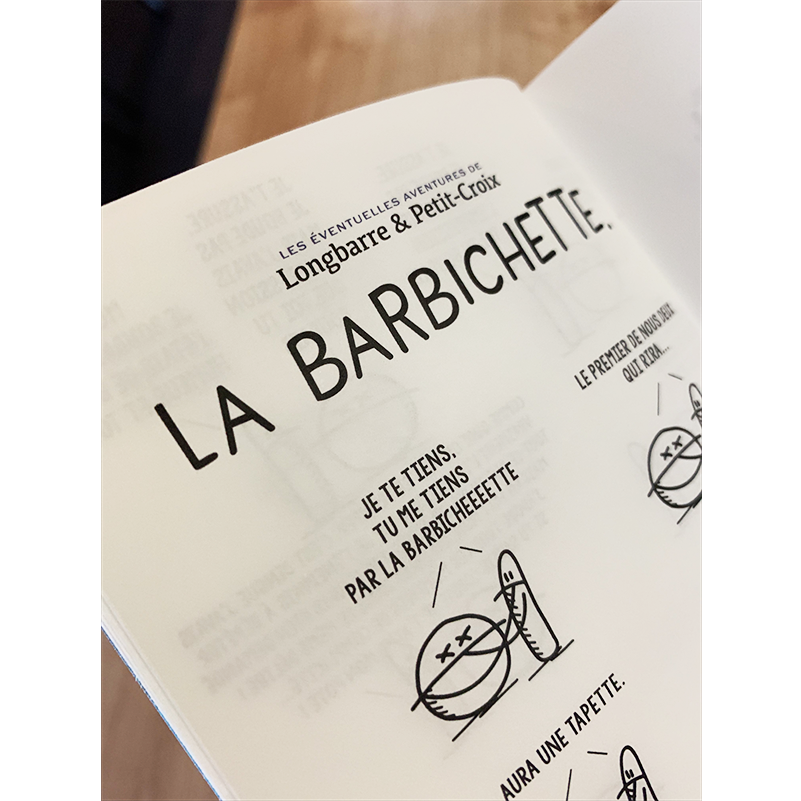 LES ÉVENTUELLES AVENTURES DE
Longbarre & Petit-Croix
LA BARBICHETTE,
JE TE TIENS,
TU ME TIENS
PAR LA BARBICHEEEETTE
LE PREMIER DE NOUS DEUX
QUI RIRA...
AURA UNE TAPETTE.